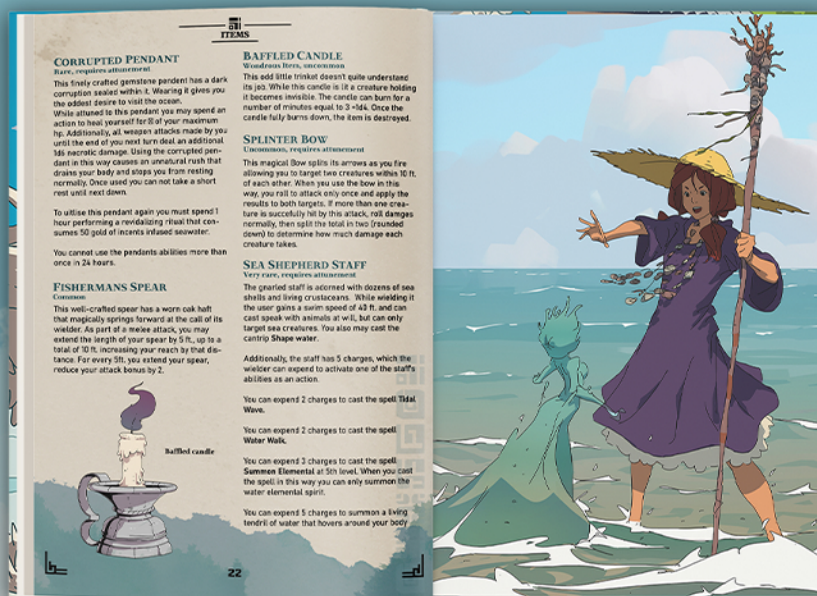 ITEMS
CORRUPTED PENDANT
Rare, requires attunement
This finely crafted gemstone pendent has a dark
corruption sealed within it. Wearing it gives you
the oddest desire to visit the ocean.
While attuned to this pendant you may spend an
action to heal yourself for of your maximum
hp. Additionally, all weapon attacks made by you
until the end of you next turn deal an additional
1d6 necrotic damage. Using the corrupted pen-
dant in this way causes an unnatural rush that
drains your body and stops you from resting
normally. Once used you can not take a short
rest until next dawn.
To uitlise this pendant again you must spend 1
hour performing a revitalizing ritual that con-
sumes 50 gold of incents infused seawater.
You cannot use the pendants abilities more than
once in 24 hours.
FISHERMANS SPEAR
Common
This well-crafted spear has a worn oak haft
that magically springs forward at the call of its
wielder. As part of a melee attack, you may
extend the length of your spear by 5 ft., up to a
total of 10 ft. increasing your reach by that dis-
tance. For every 5ft. you extend your spear,
reduce your attack bonus by 2.
Baffled candle
BAFFLED CANDLE
Wondrous Item, uncommon
This odd little trinket doesn't quite understand
its job. While this candle is lit a creature holding
it becomes invisible. The candle can burn for a
number of minutes equal to 3 +1d4. Once the
candle fully burns down, the item is destroyed.
SPLINTER BOW
Uncommon, requires attunement
This magical Bow splits its arrows as you fire
allowing you to target two creatures within 10 ft.
of each other. When you use the bow in this
way, you roll to attack only once and apply the
results to both targets. If more than one crea-
ture is succefully hit by this attack, roll damges
normally, then split the total in two (rounded
down) to determine how much damage each
creature takes.
SEA SHEPHERD STAFF
Very rare, requires attunement
The gnarled staff is adorned with dozens of sea
shells and living crustaceans. While wielding it
the user gains a swim speed of 40 ft. and can
cast speak with animals at will, but can only
target sea creatures. You also may cast the
cantrip Shape water.
Additionally, the staff has 5 charges, which the
wielder can expend to activate one of the staff's
abilities as an action.
You can expend 2 charges to cast the spell Tidal
Wave.
You can expend 2 charges to cast the spell
Water Walk.
You can expend 3 charges to cast the spell
Summon Elemental at 5th level. When you cast
the spell in this way you can only summon the
water elemental spirit.
You can expend 5 charges to summon a living
tendril of water that hovers around your body
22